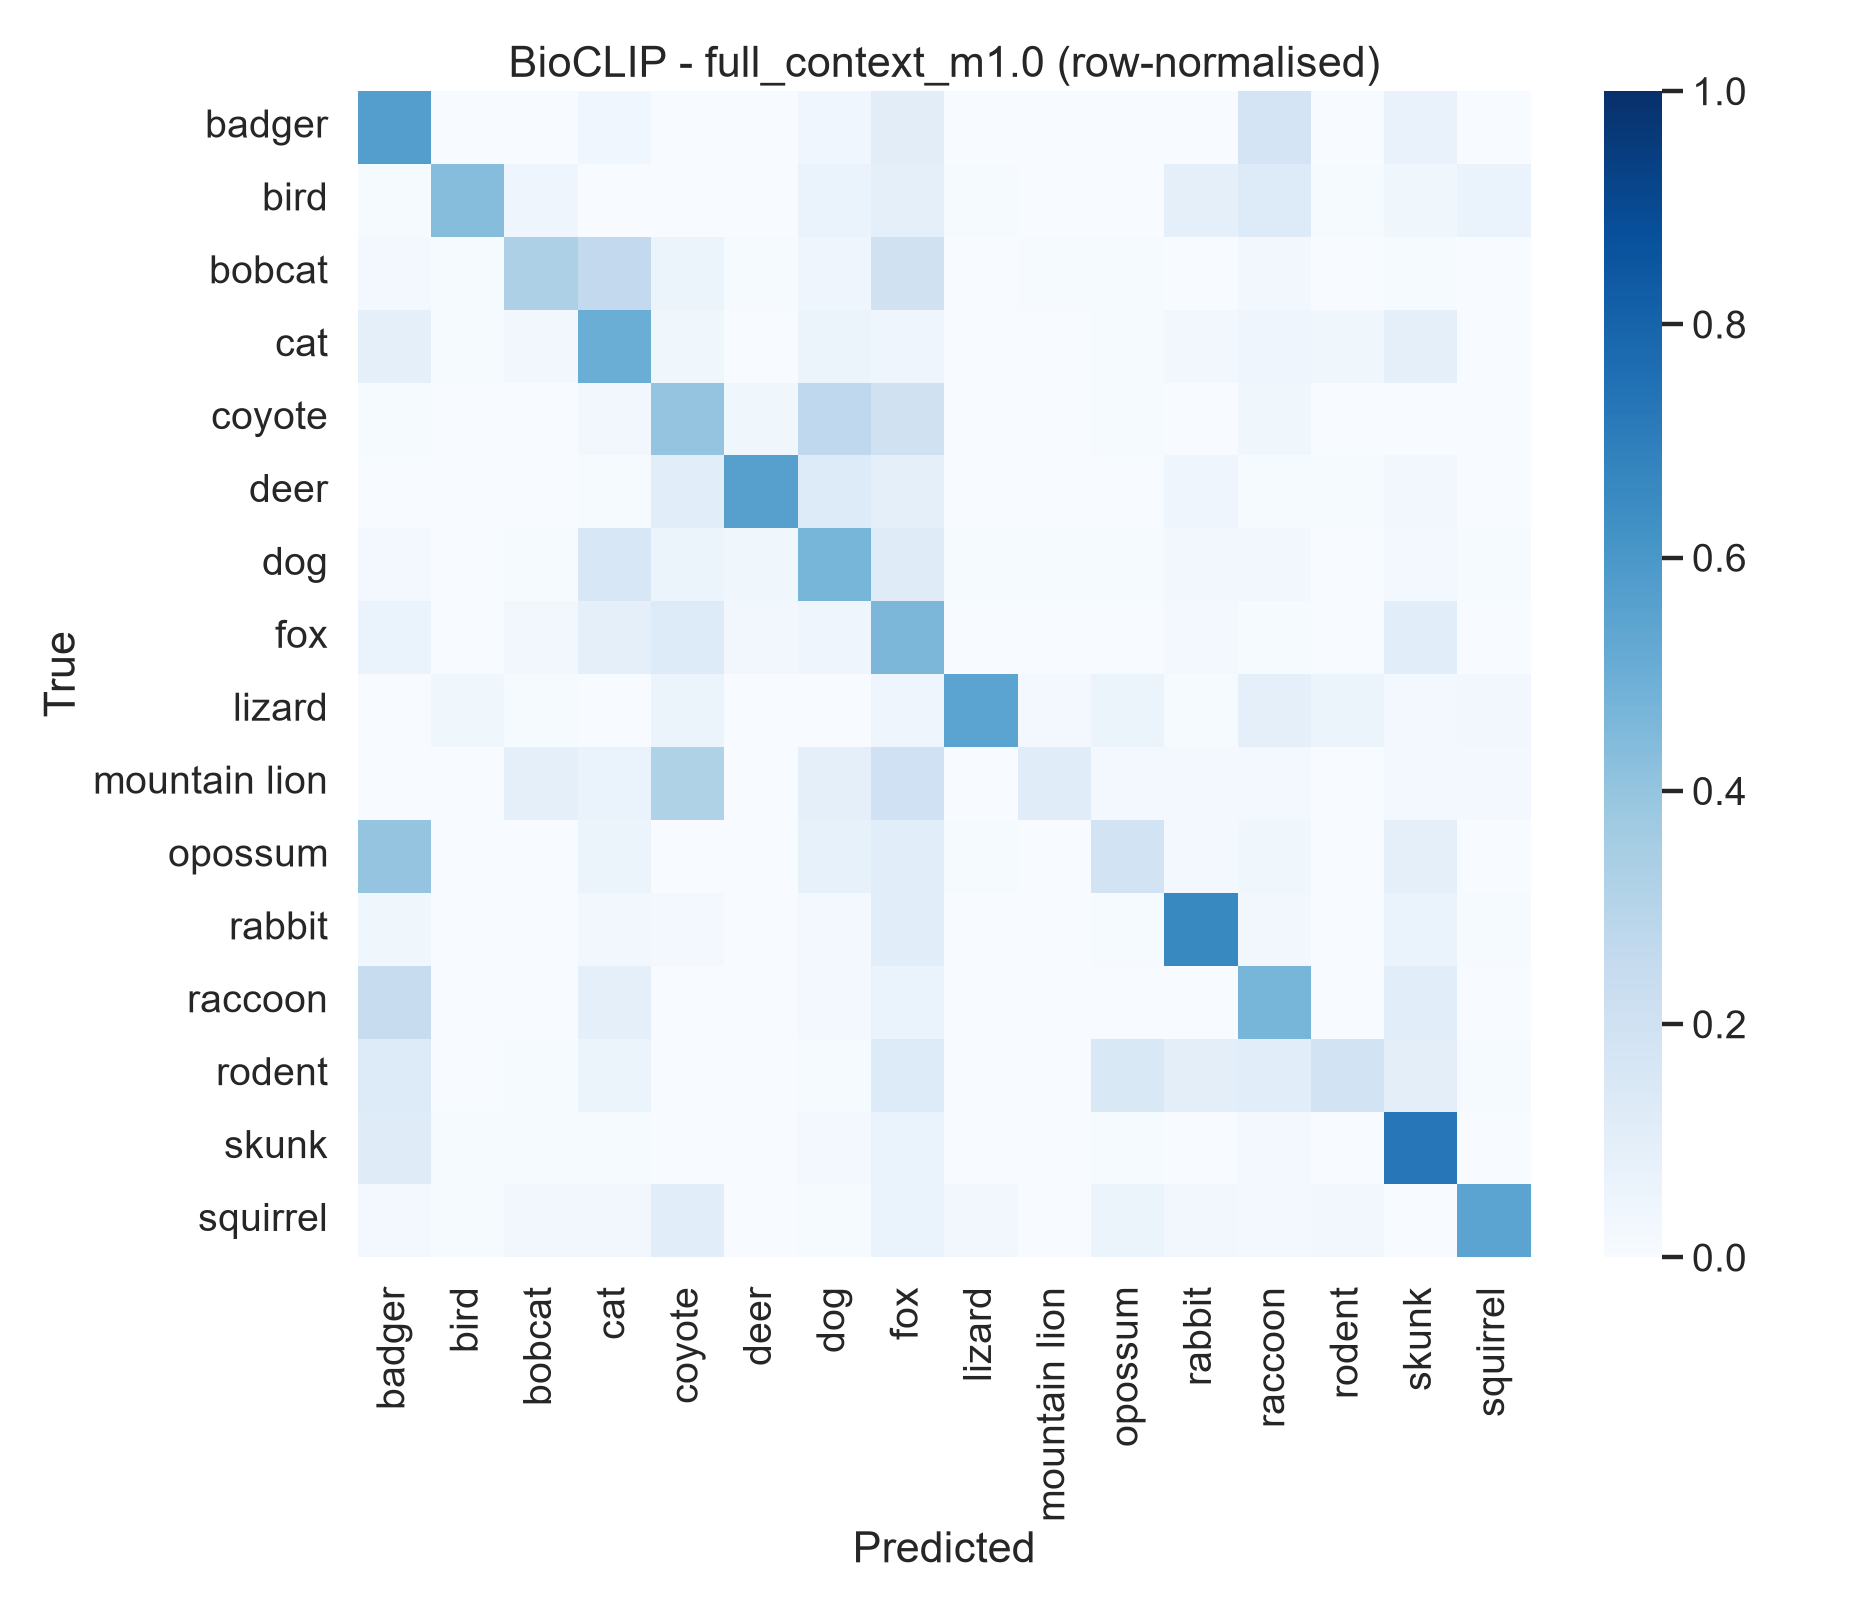 BioCLIP - full_context_m1.0 (row-normalised)
True
badger
bird
bobcat
cat
coyote
deer
dog
fox
lizard
mountain lion
opossum
rabbit
raccoon
rodent
skunk
squirrel
badger
bird
bobcat
cat
coyote
deer
dog
fox
lizard
mountain lion
opossum
rabbit
raccoon
rodent
skunk
squirrel
Predicted
1.0
0.8
0.6
0.4
0.2
0.0